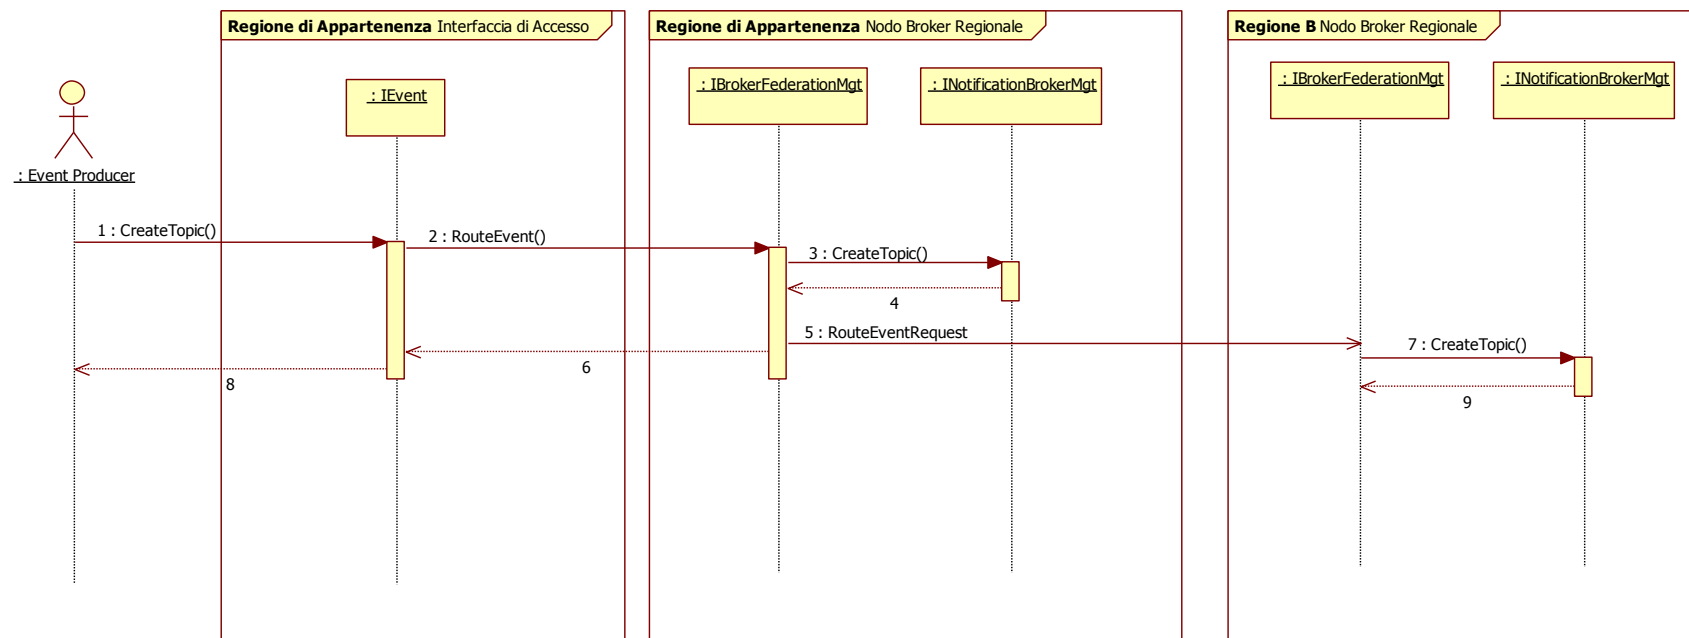 Regione di Appartenenza Interfaccia di Accesso
Regione di Appartenenza Nodo Broker Regionale
Regione B Nodo Broker Regionale
: IEvent
: IBrokerFederationMgt
: INotificationBrokerMgt
: IBrokerFederationMgt
: INotificationBrokerMgt
: Event Producer
1 : CreateTopic()
2 : RouteEvent()
3 : CreateTopic()
4
5 : RouteEventRequest
6
7 : CreateTopic()
8
9